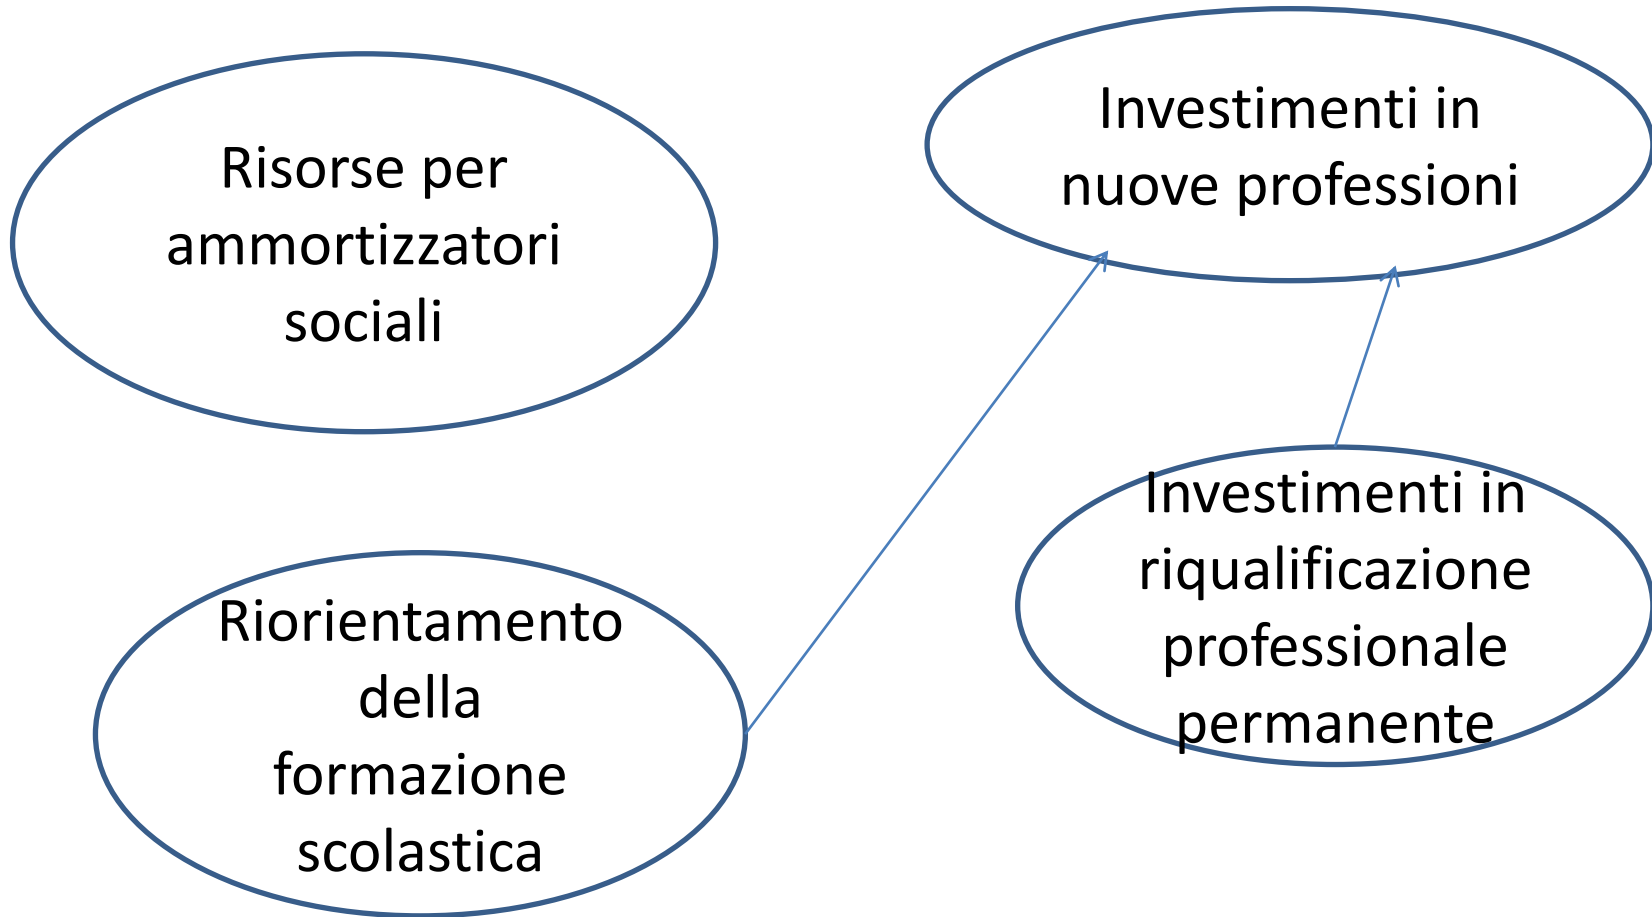 Risorse per
ammortizzatori
sociali
Investimenti in
nuove professioni
Riorientamento
della
formazione
scolastica
Investimenti in
riqualificazione
professionale
permanente